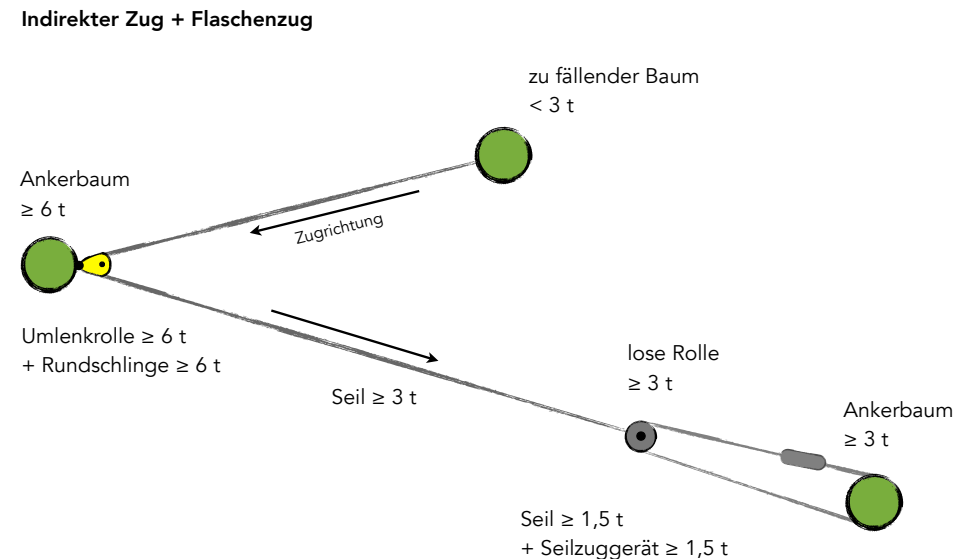 Indirekter Zug + Flaschenzug
zu fällender Baum
< 3 t
Ankerbaum
≥ 6 t
Zugrichtung
Umlenkrolle ≥ 6 t
+ Rundschlinge ≥ 6 t
Seil ≥ 3 t
lose Rolle
≥ 3 t
Ankerbaum
≥ 3 t
Seil ≥ 1,5 t
+ Seilzuggerät ≥ 1,5 t